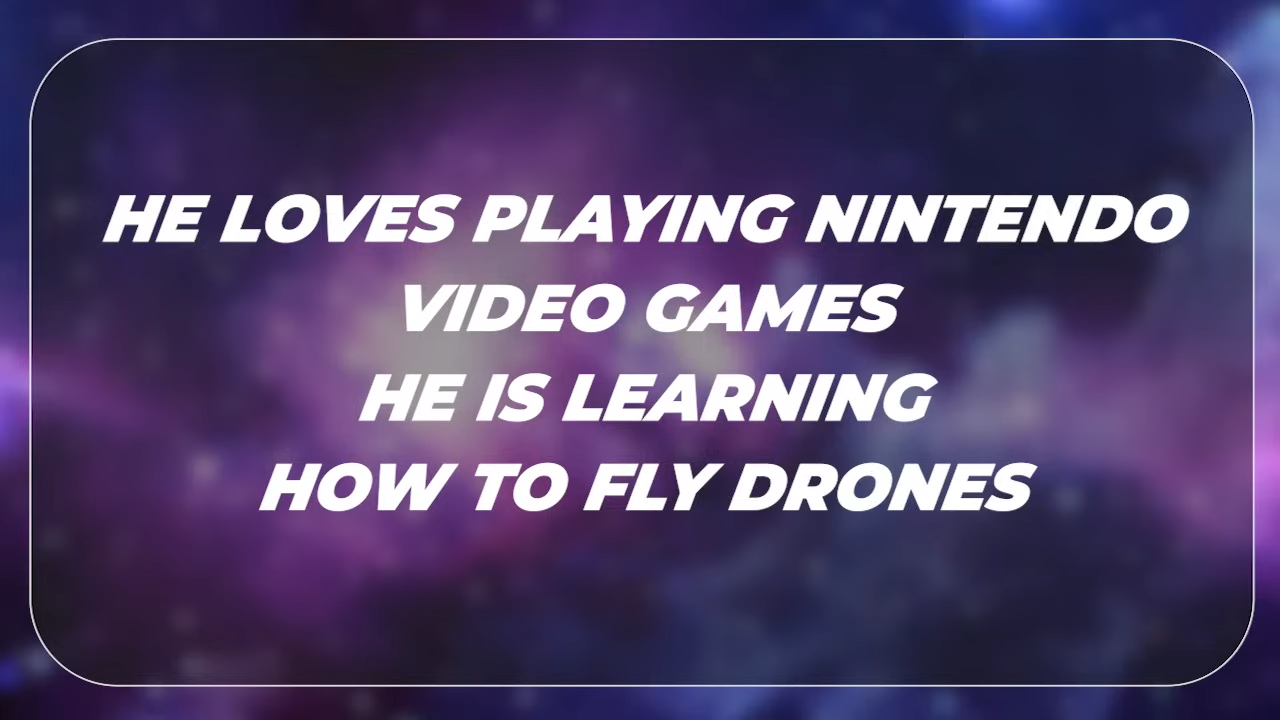 HE LOVES PLAYING NINTENDO
VIDEO GAMES
HE IS LEARNING
HOW TO FLY DRONES